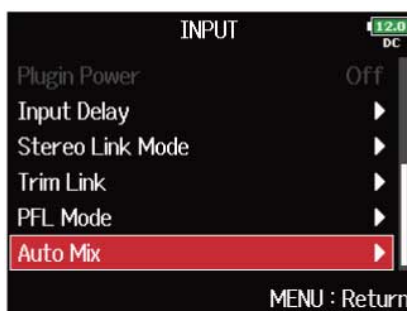 INPUT
12.0
DC
Plugin Power Off
Input Delay
Stereo Link Mode
Trim Link
PFL Mode
Auto Mix
MENU : Return